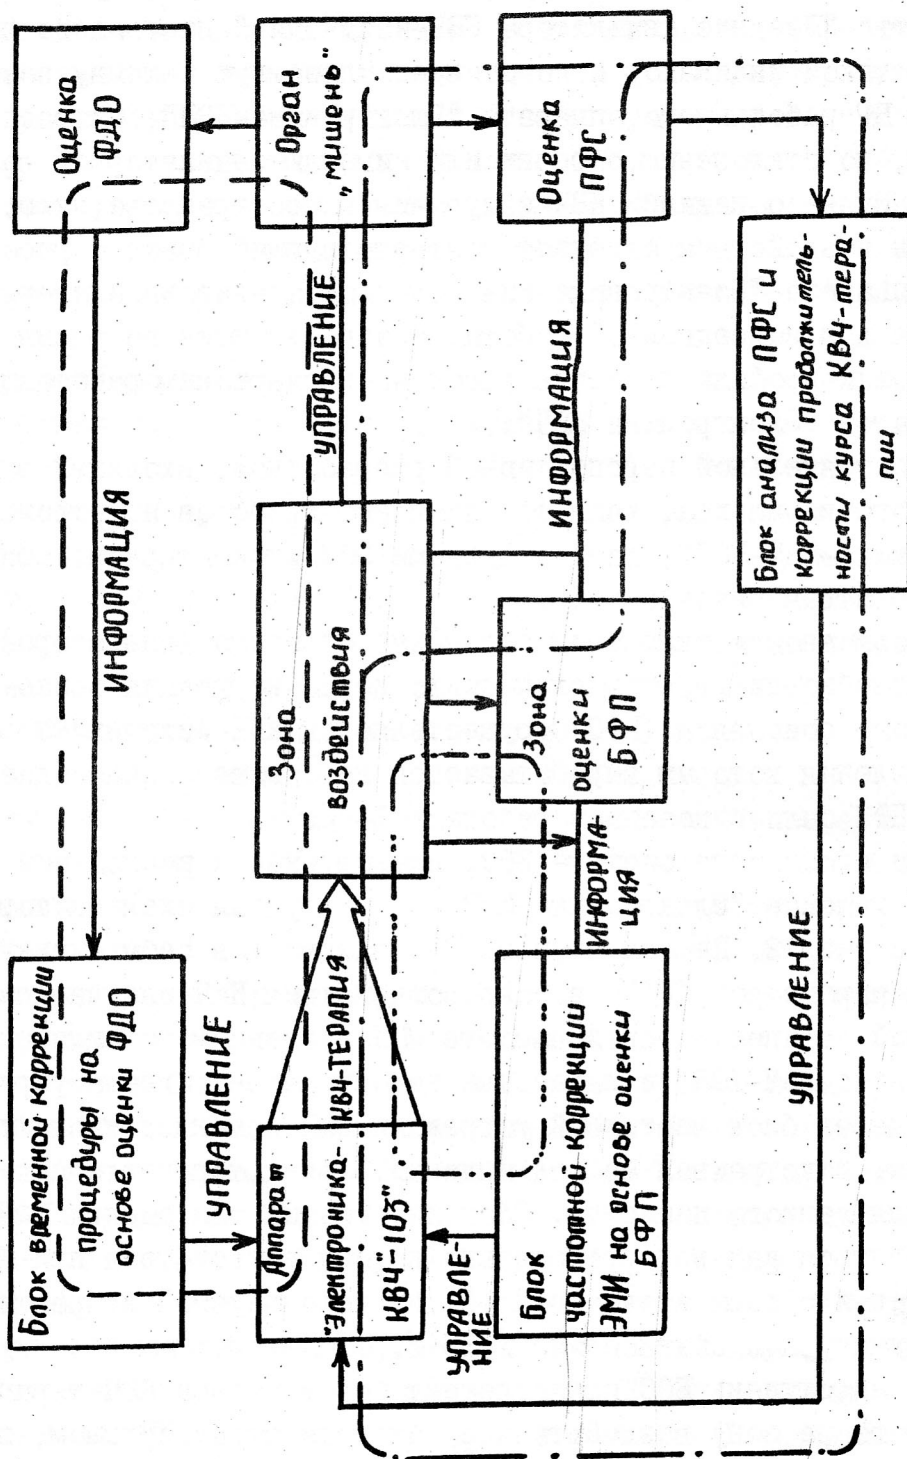 Блок временной коррекции
процедуры на
основе оценки ФДО
ИНФОРМАЦИЯ
Оценка
ФДО
УПРАВЛЕНИЕ
Аппарат
"Электроника-
КВЧ-103"
КВЧ-ТЕРАПИЯ
Зона
воздействия
УПРАВЛЕНИЕ
Орган
„мишень"
УПРАВЛЕ-
НИЕ
Блок
частотной коррекции
ЭМИ на основе оценки
БФП
ИНФОРМА-
ЦИЯ
Зона
оценки
БФП
ИНФОРМАЦИЯ
Оценка
ПФС
УПРАВЛЕНИЕ
Блок анализа ПФС и
коррекции продолжитель-
ности курса КВЧ-тера-
пии